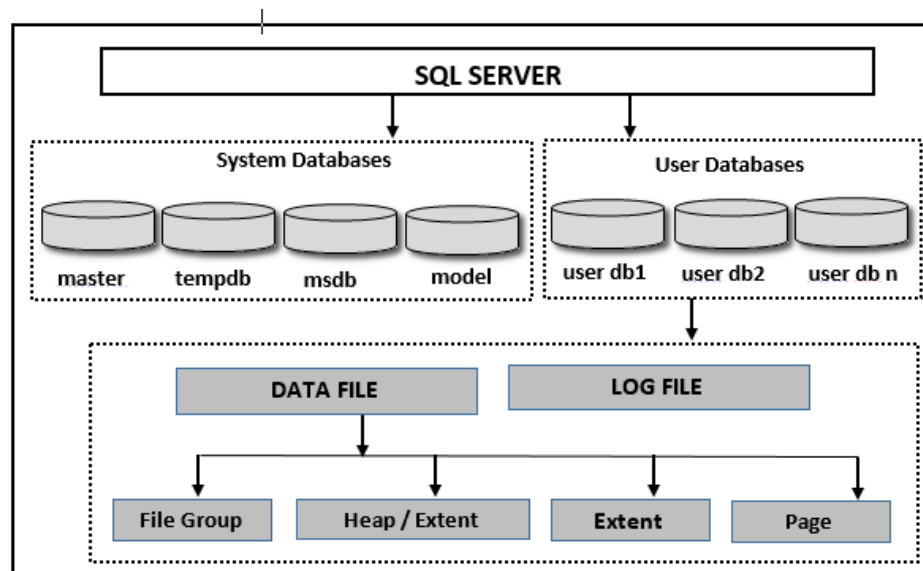 SQL SERVER
System Databases
master
tempdb
msdb
model
User Databases
user db1
user db2
user db n
DATA FILE
LOG FILE
File Group
Heap / Extent
Extent
Page